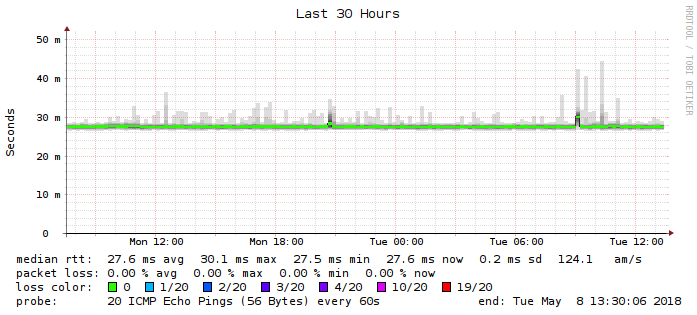 Last 30 Hours
RRDTOOL / TOBI OETIKER
Seconds
50 m
40 m
30 m
20 m
10 m
0
Mon 12:00 Mon 18:00 Tue 00:00 Tue 06:00 Tue 12:00
median rtt: 27.6 ms avg 30.1 ms max 27.5 ms min 27.6 ms now 0.2 ms sd 124.1 am/s
packet loss: 0.00 % avg 0.00 % max 0.00 % min 0.00 % now
loss color: 0 1/20 2/20 3/20 4/20 10/20 19/20
probe: 20 ICMP Echo Pings (56 Bytes) every 60s end: Tue May 8 13:30:06 2018